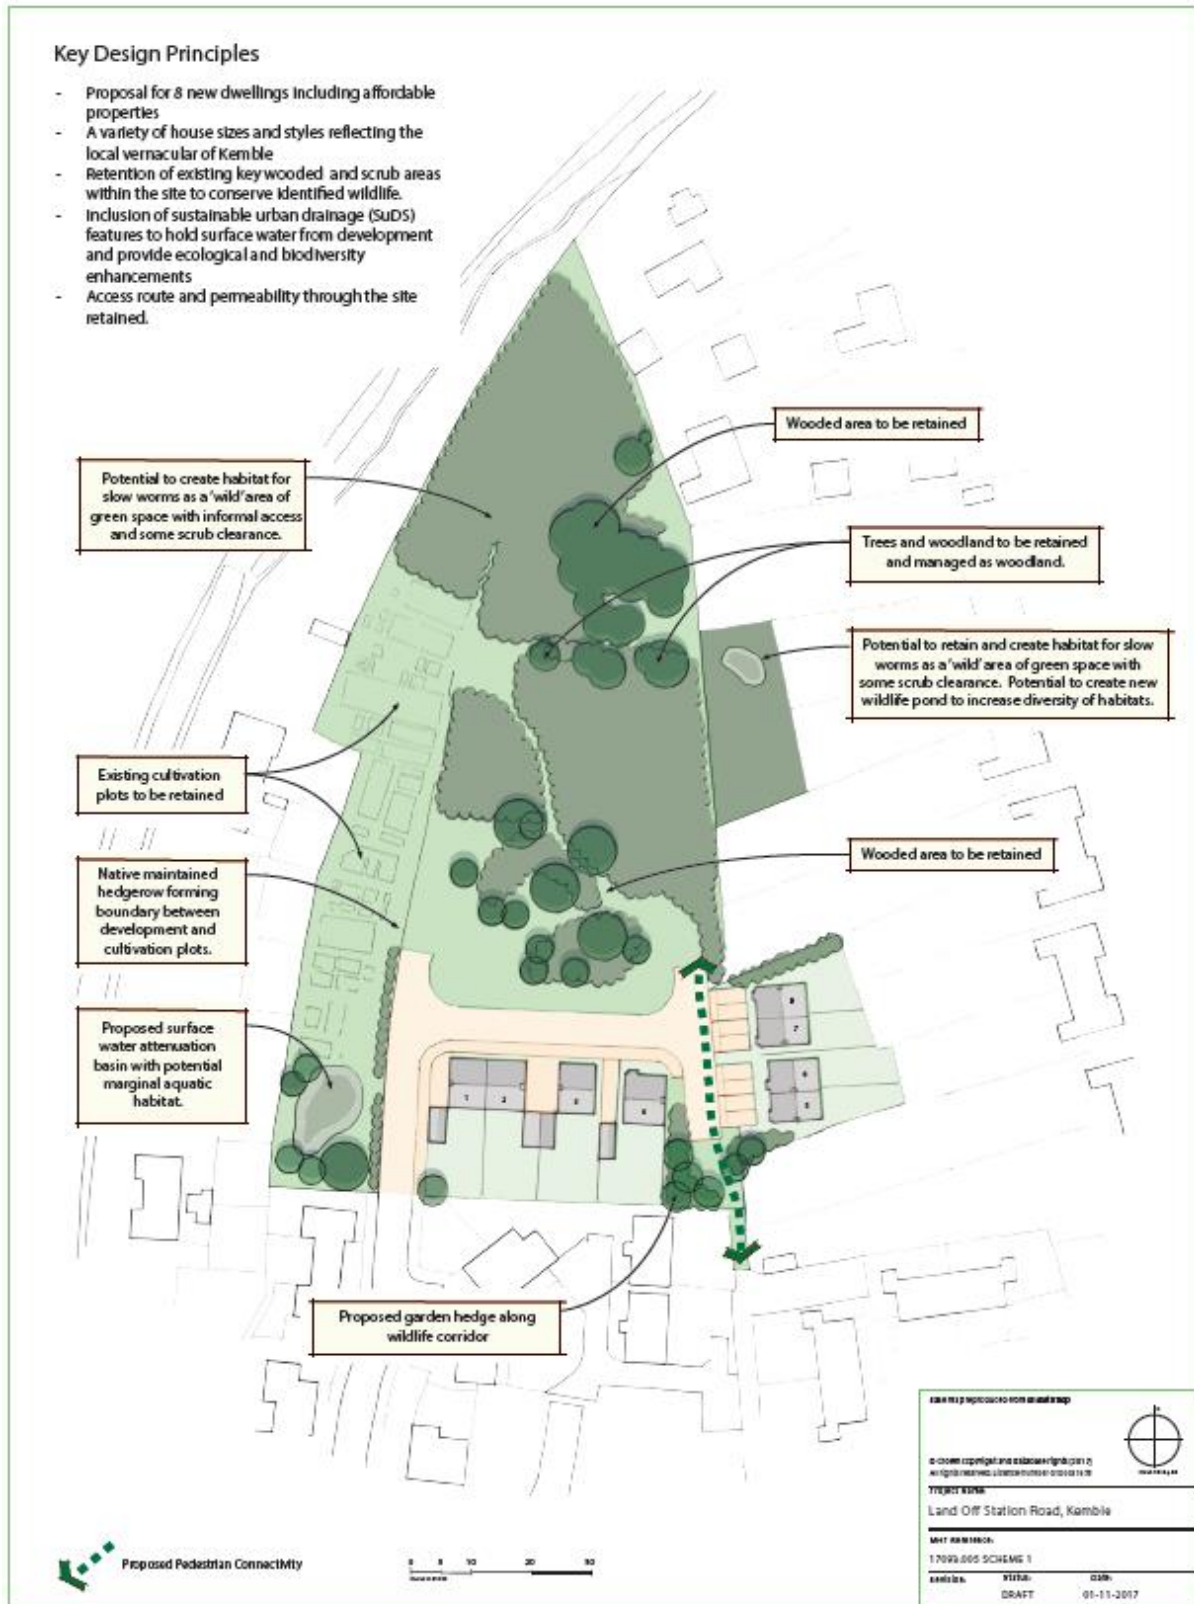 Key Design Principles
- Proposal for 8 new dwellings including affordable
properties
- A variety of house sizes and styles reflecting the
local vernacular of Kemble
- Retention of existing key wooded and scrub areas
within the site to conserve identified wildlife.
- Inclusion of sustainable urban drainage (SuDS)
features to hold surface water from development
and provide ecological and biodiversity
enhancements
- Access route and permeability through the site
retained.
Wooded area to be retained
Potential to create habitat for
slow worms as a 'wild' area of
green space with informal access
and some scrub clearance.
Trees and woodland to be retained
and managed as woodland.
Potential to retain and create habitat for slow
worms as a 'wild' area of green space with
some scrub clearance. Potential to create new
wildlife pond to increase diversity of habitats.
Existing cultivation
plots to be retained
Wooded area to be retained
Native maintained
hedgerow forming
boundary between
development and
cultivation plots.
Proposed surface
water attenuation
basin with potential
marginal aquatic
habitat.
7
1 2
Proposed garden hedge along
wildlife corridor
Proposed Pedestrian Connectivity
0 5 10 20 30
Project Name
Land Off Station Road, Kemble
17093.005 SCHEME 1
Revision: Status: Date:
DRAFT 01-11-2017